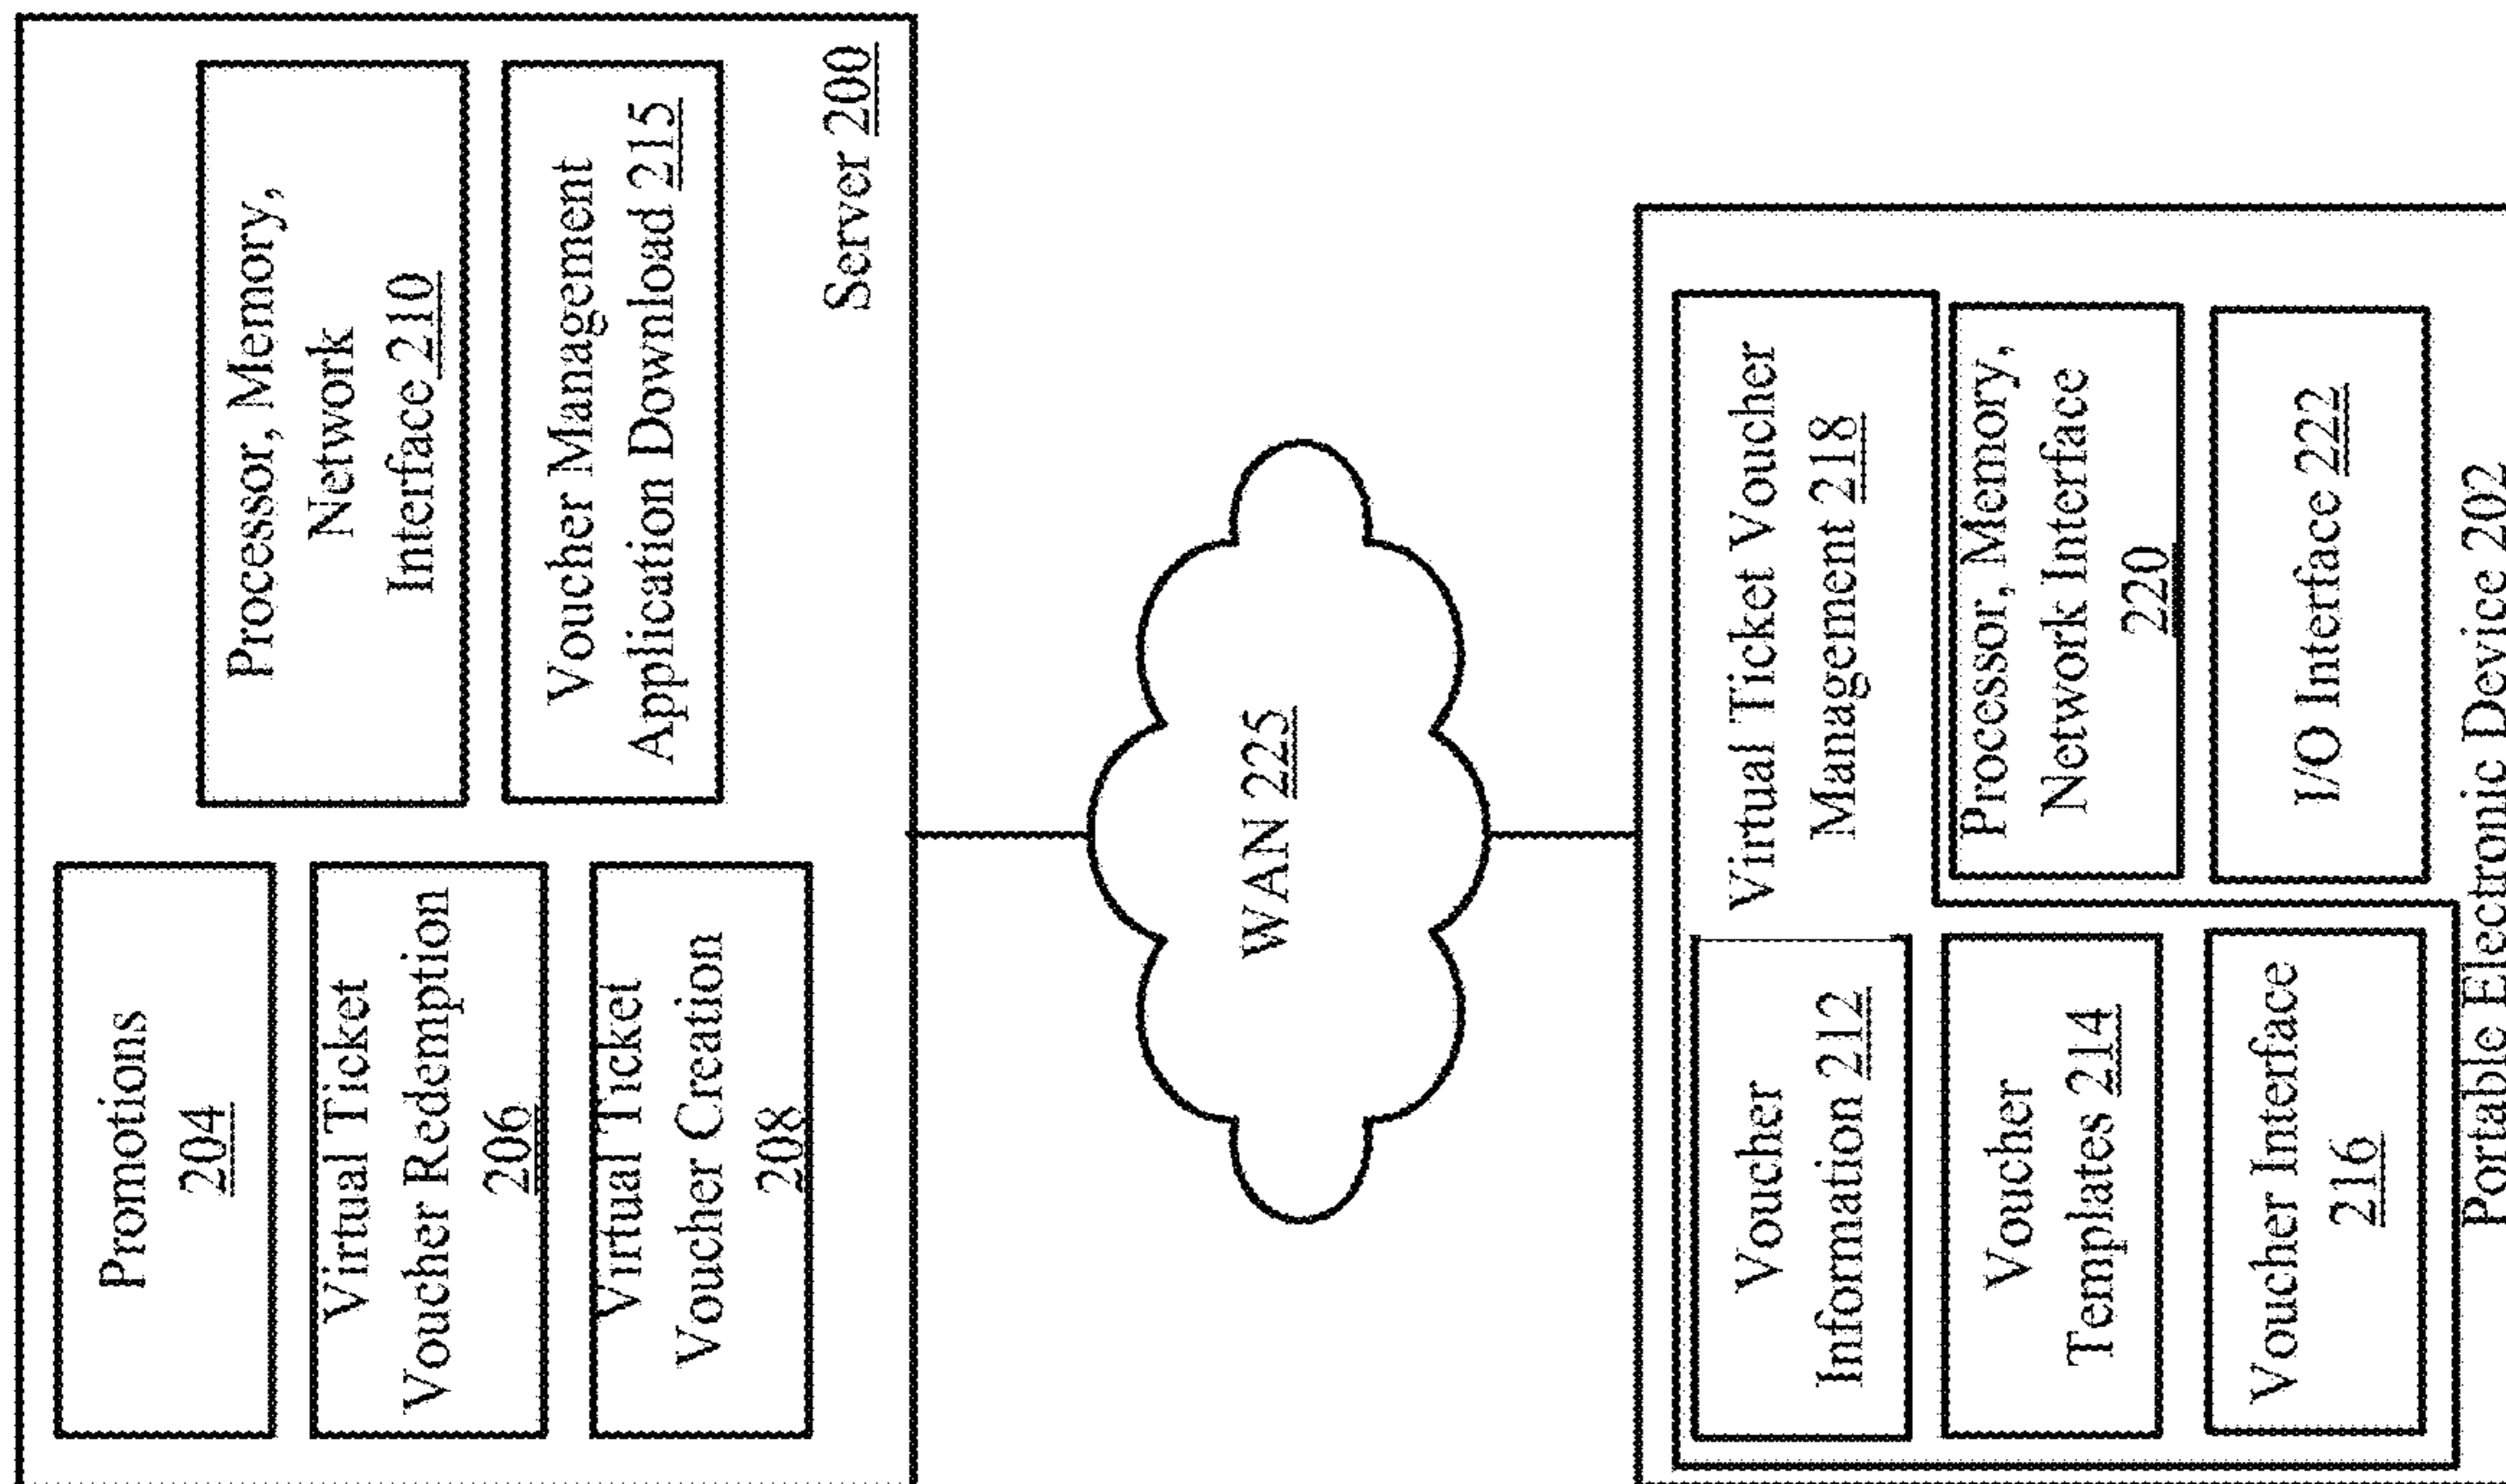 Promotions
204
Virtual Ticket
Voucher Redemption
206
Virtual Ticket
Voucher Creation
208
Processor, Memory,
Network
Interface 210
Voucher Management
Application Download 215
Server 200
WAN 225
Voucher
Information 212
Voucher
Templates 214
Voucher Interface
216
Virtual Ticket Voucher
Management 218
Processor, Memory,
Network Interface
220
I/O Interface 222
Portable Electronic Device 202